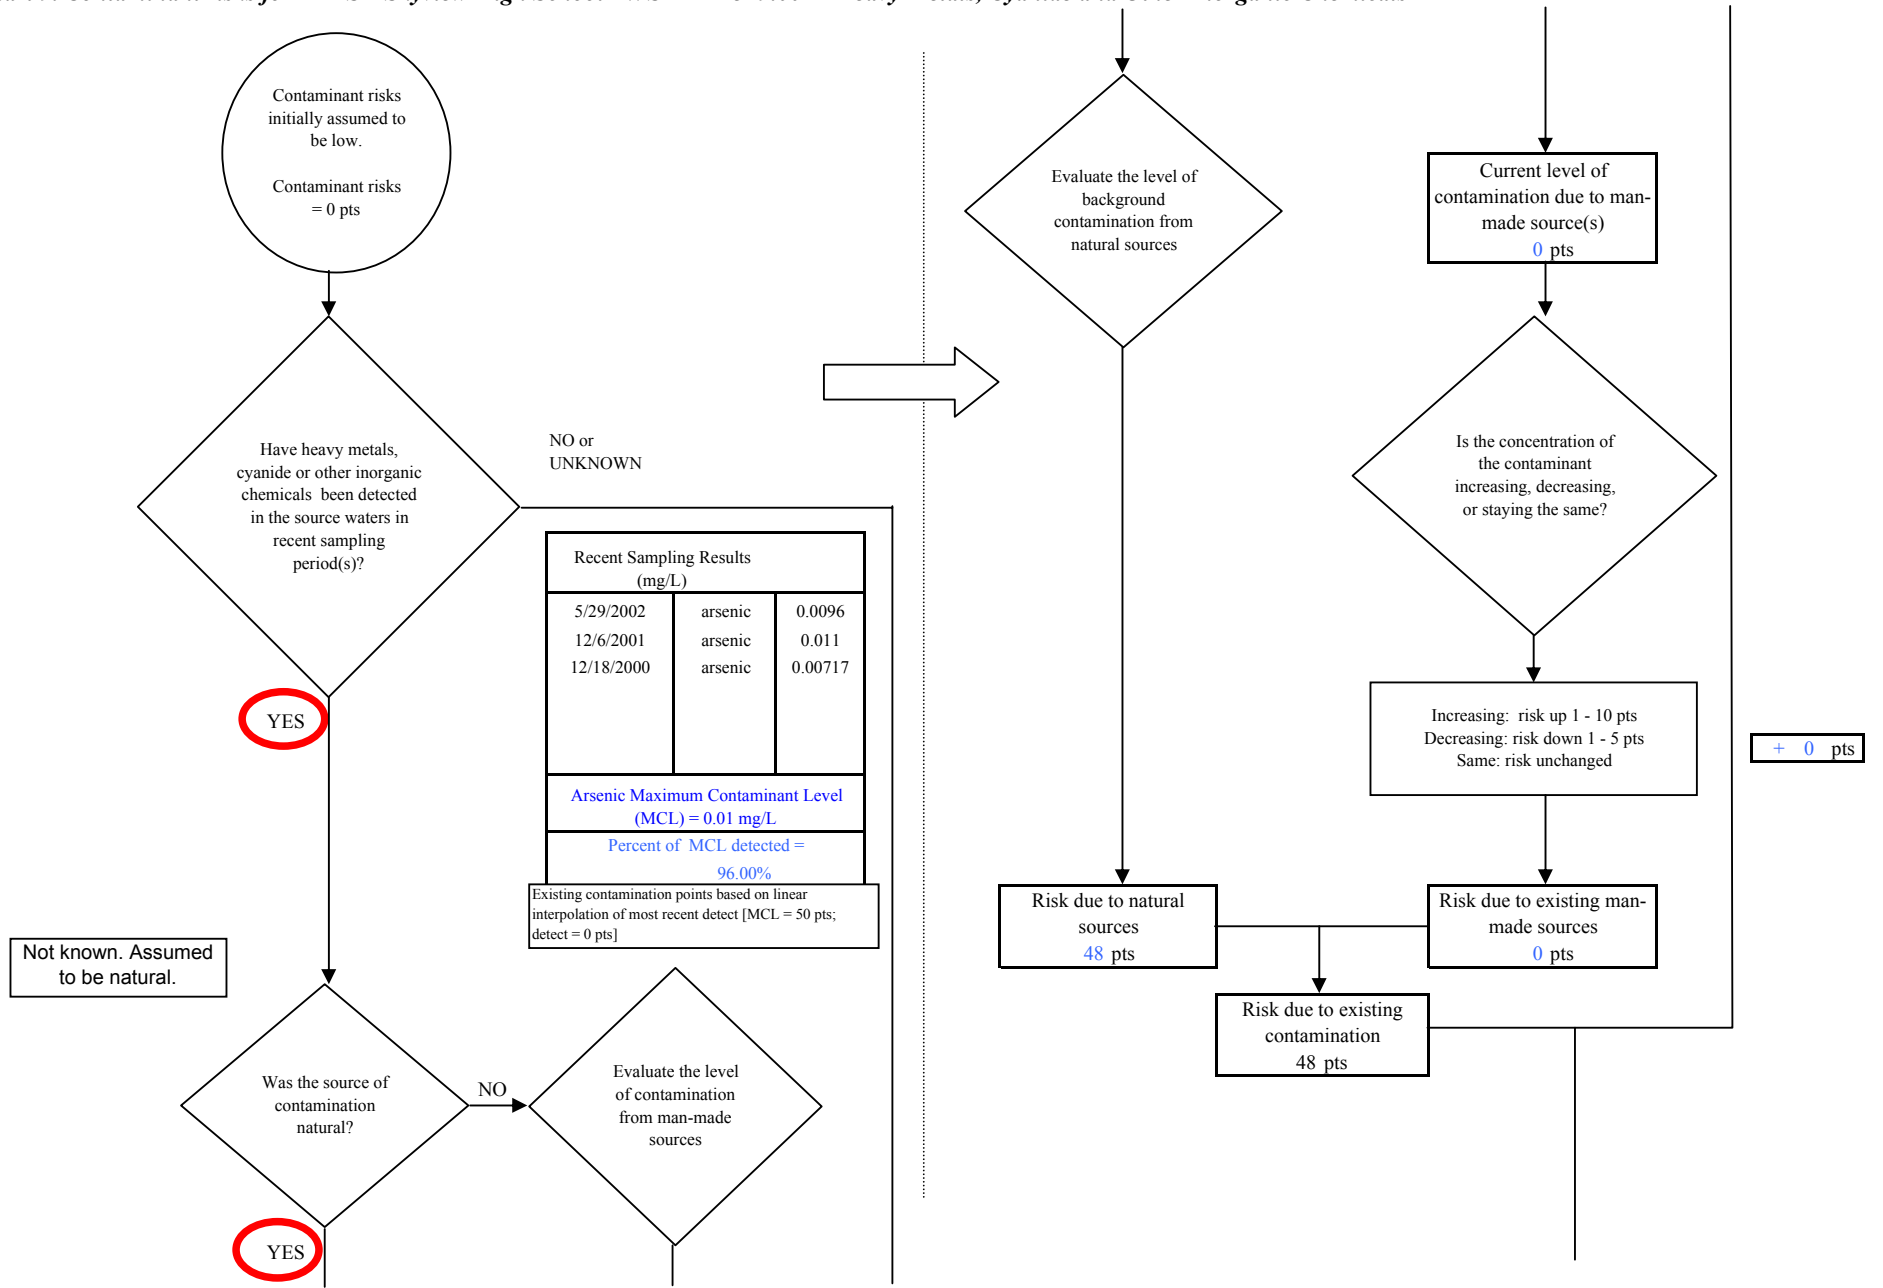 Contaminant risks
initially assumed to
be low.
Contaminant risks
= 0 pts
Have heavy metals,
cyanide or other inorganic
chemicals been detected
in the source waters in
recent sampling
period(s)?
NO or
UNKNOWN
YES
Recent Sampling Results
(mg/L)
5/29/2002 arsenic 0.0096
12/6/2001 arsenic 0.011
12/18/2000 arsenic 0.00717
Arsenic Maximum Contaminant Level
(MCL) = 0.01 mg/L
Percent of MCL detected =
96.00%
Existing contamination points based on linear
interpolation of most recent detect [MCL = 50 pts;
detect = 0 pts]
Not known. Assumed
to be natural.
Was the source of
contamination
natural?
NO
Evaluate the level
of contamination
from man-made
sources
YES
Evaluate the level of
background
contamination from
natural sources
Current level of
contamination due to man-
made source(s)
0 pts
Is the concentration of
the contaminant
increasing, decreasing,
or staying the same?
Increasing: risk up 1 - 10 pts
Decreasing: risk down 1 - 5 pts
Same: risk unchanged
+ 0 pts
Risk due to natural
sources
48 pts
Risk due to existing man-
made sources
0 pts
Risk due to existing
contamination
48 pts